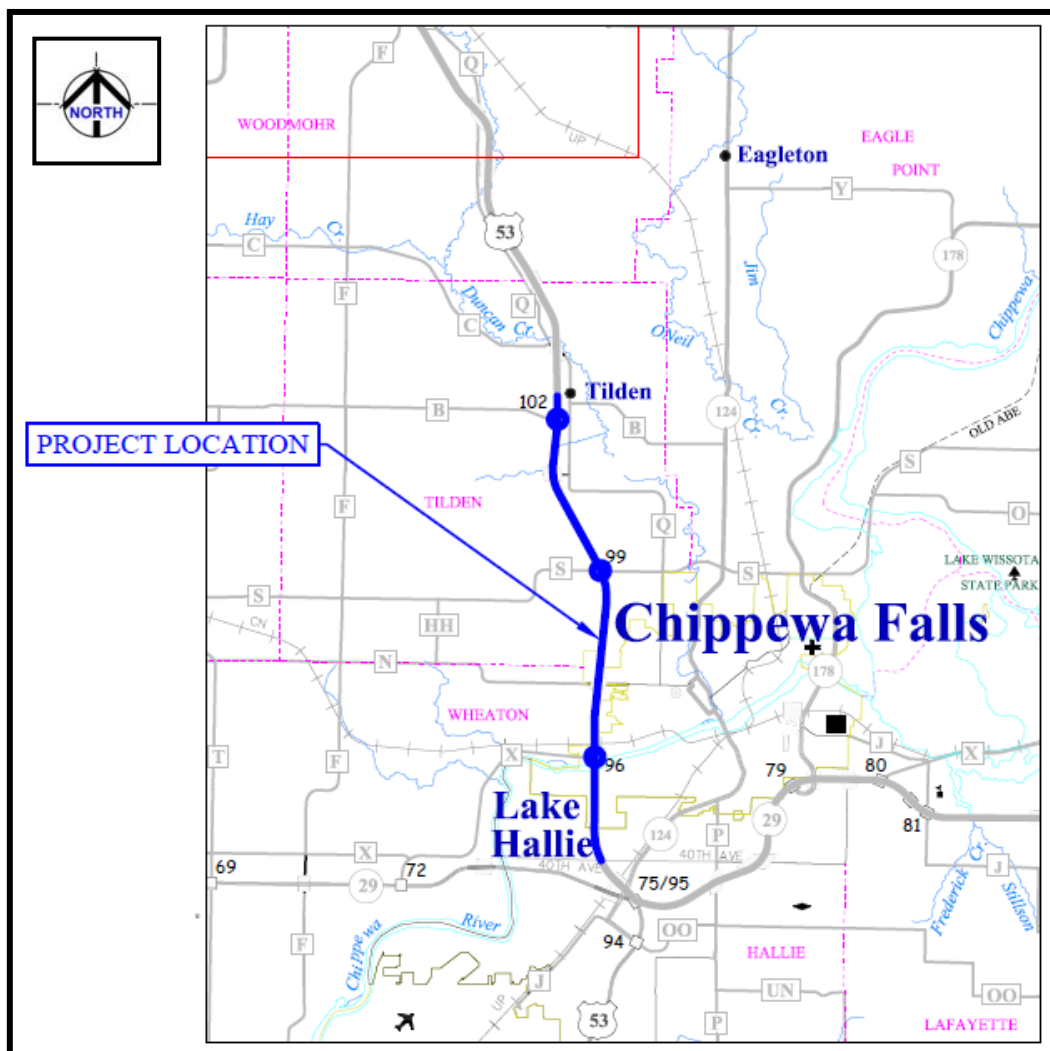 F
Q
NORTH
WOODMOHR
UP
EAGLE
POINT
Eagleton
Y
Hay
Cr.
C
53
178
Jim
Chippewa
F
Duncan
Cr.
Q
C
O'Neil
Tilden
102
B
B
124
Cr.
OLD ABE
PROJECT LOCATION
S
F
TILDEN
Q
O
99
S
S
LAKE WISSOTA
STATE PARK
S
HH
CN
Chippewa Falls
N
178
WHEATON
T
X
J
X
F
96
79
80
Lake
Hallie
124
P
29
81
X
40TH AVE
40TH AVE
69
72
29
75/95
J
Frederick
Cr.
Stillson
River
Chippewa
94
OO
F
HALLIE
J
UP
UN
OO
53
P
LAFAYETTE